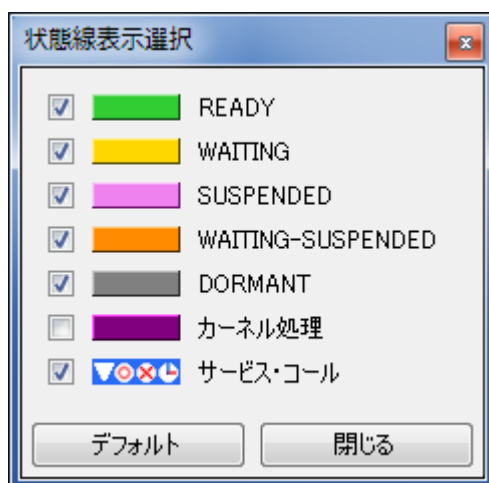 状態線表示選択
READY
WAITING
SUSPENDED
WAITING-SUSPENDED
DORMANT
カーネル処理
サービス・コール
デフォルト
閉じる